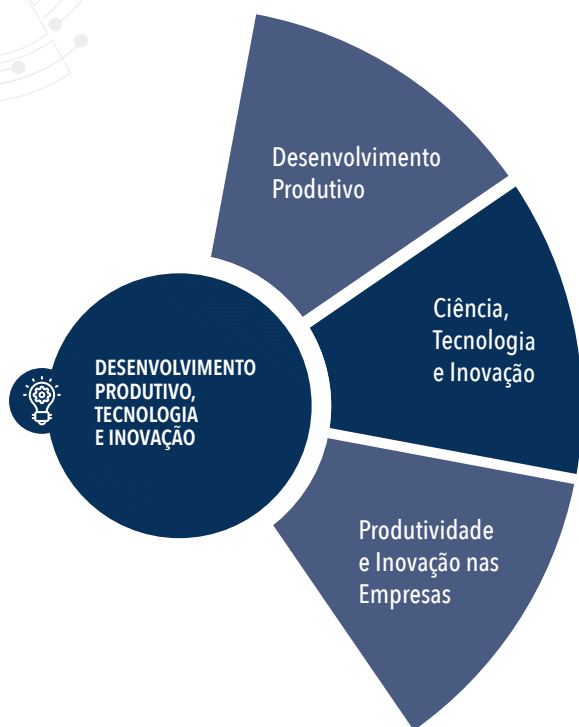 Desenvolvimento
Produtivo
Ciência,
Tecnologia
e Inovação
DESENVOLVIMENTO
PRODUTIVO,
TECNOLOGIA
E INOVAÇÃO
Produtividade
e Inovação nas
Empresas